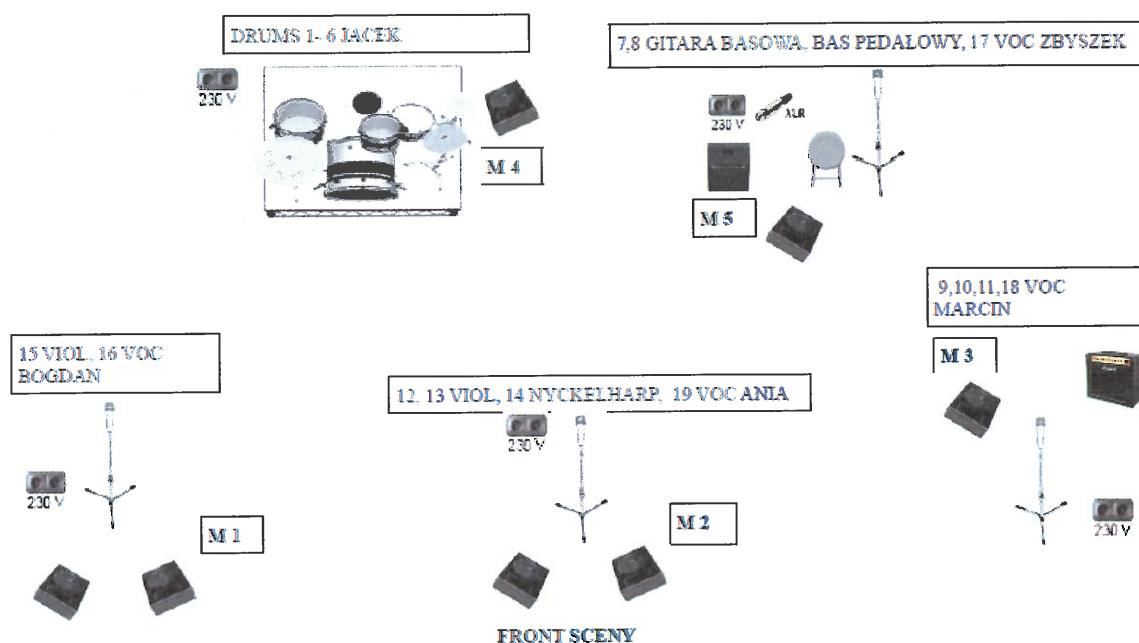 DRUMS 1- 6 JACEK
7,8 GITARA BASOWA, BAS PEDAŁOWY, 17 VOC ZBYSZEK
230 V
230 V
XLR
M 4
M 5
9,10,11,18 VOC
MARCIN
M 3
15 VIOL, 16 VOC
BOGDAN
12, 13 VIOL, 14 NYCKELHARP, 19 VOC ANIA
230 V
230 V
230 V
M 1
M 2
FRONT SCENY